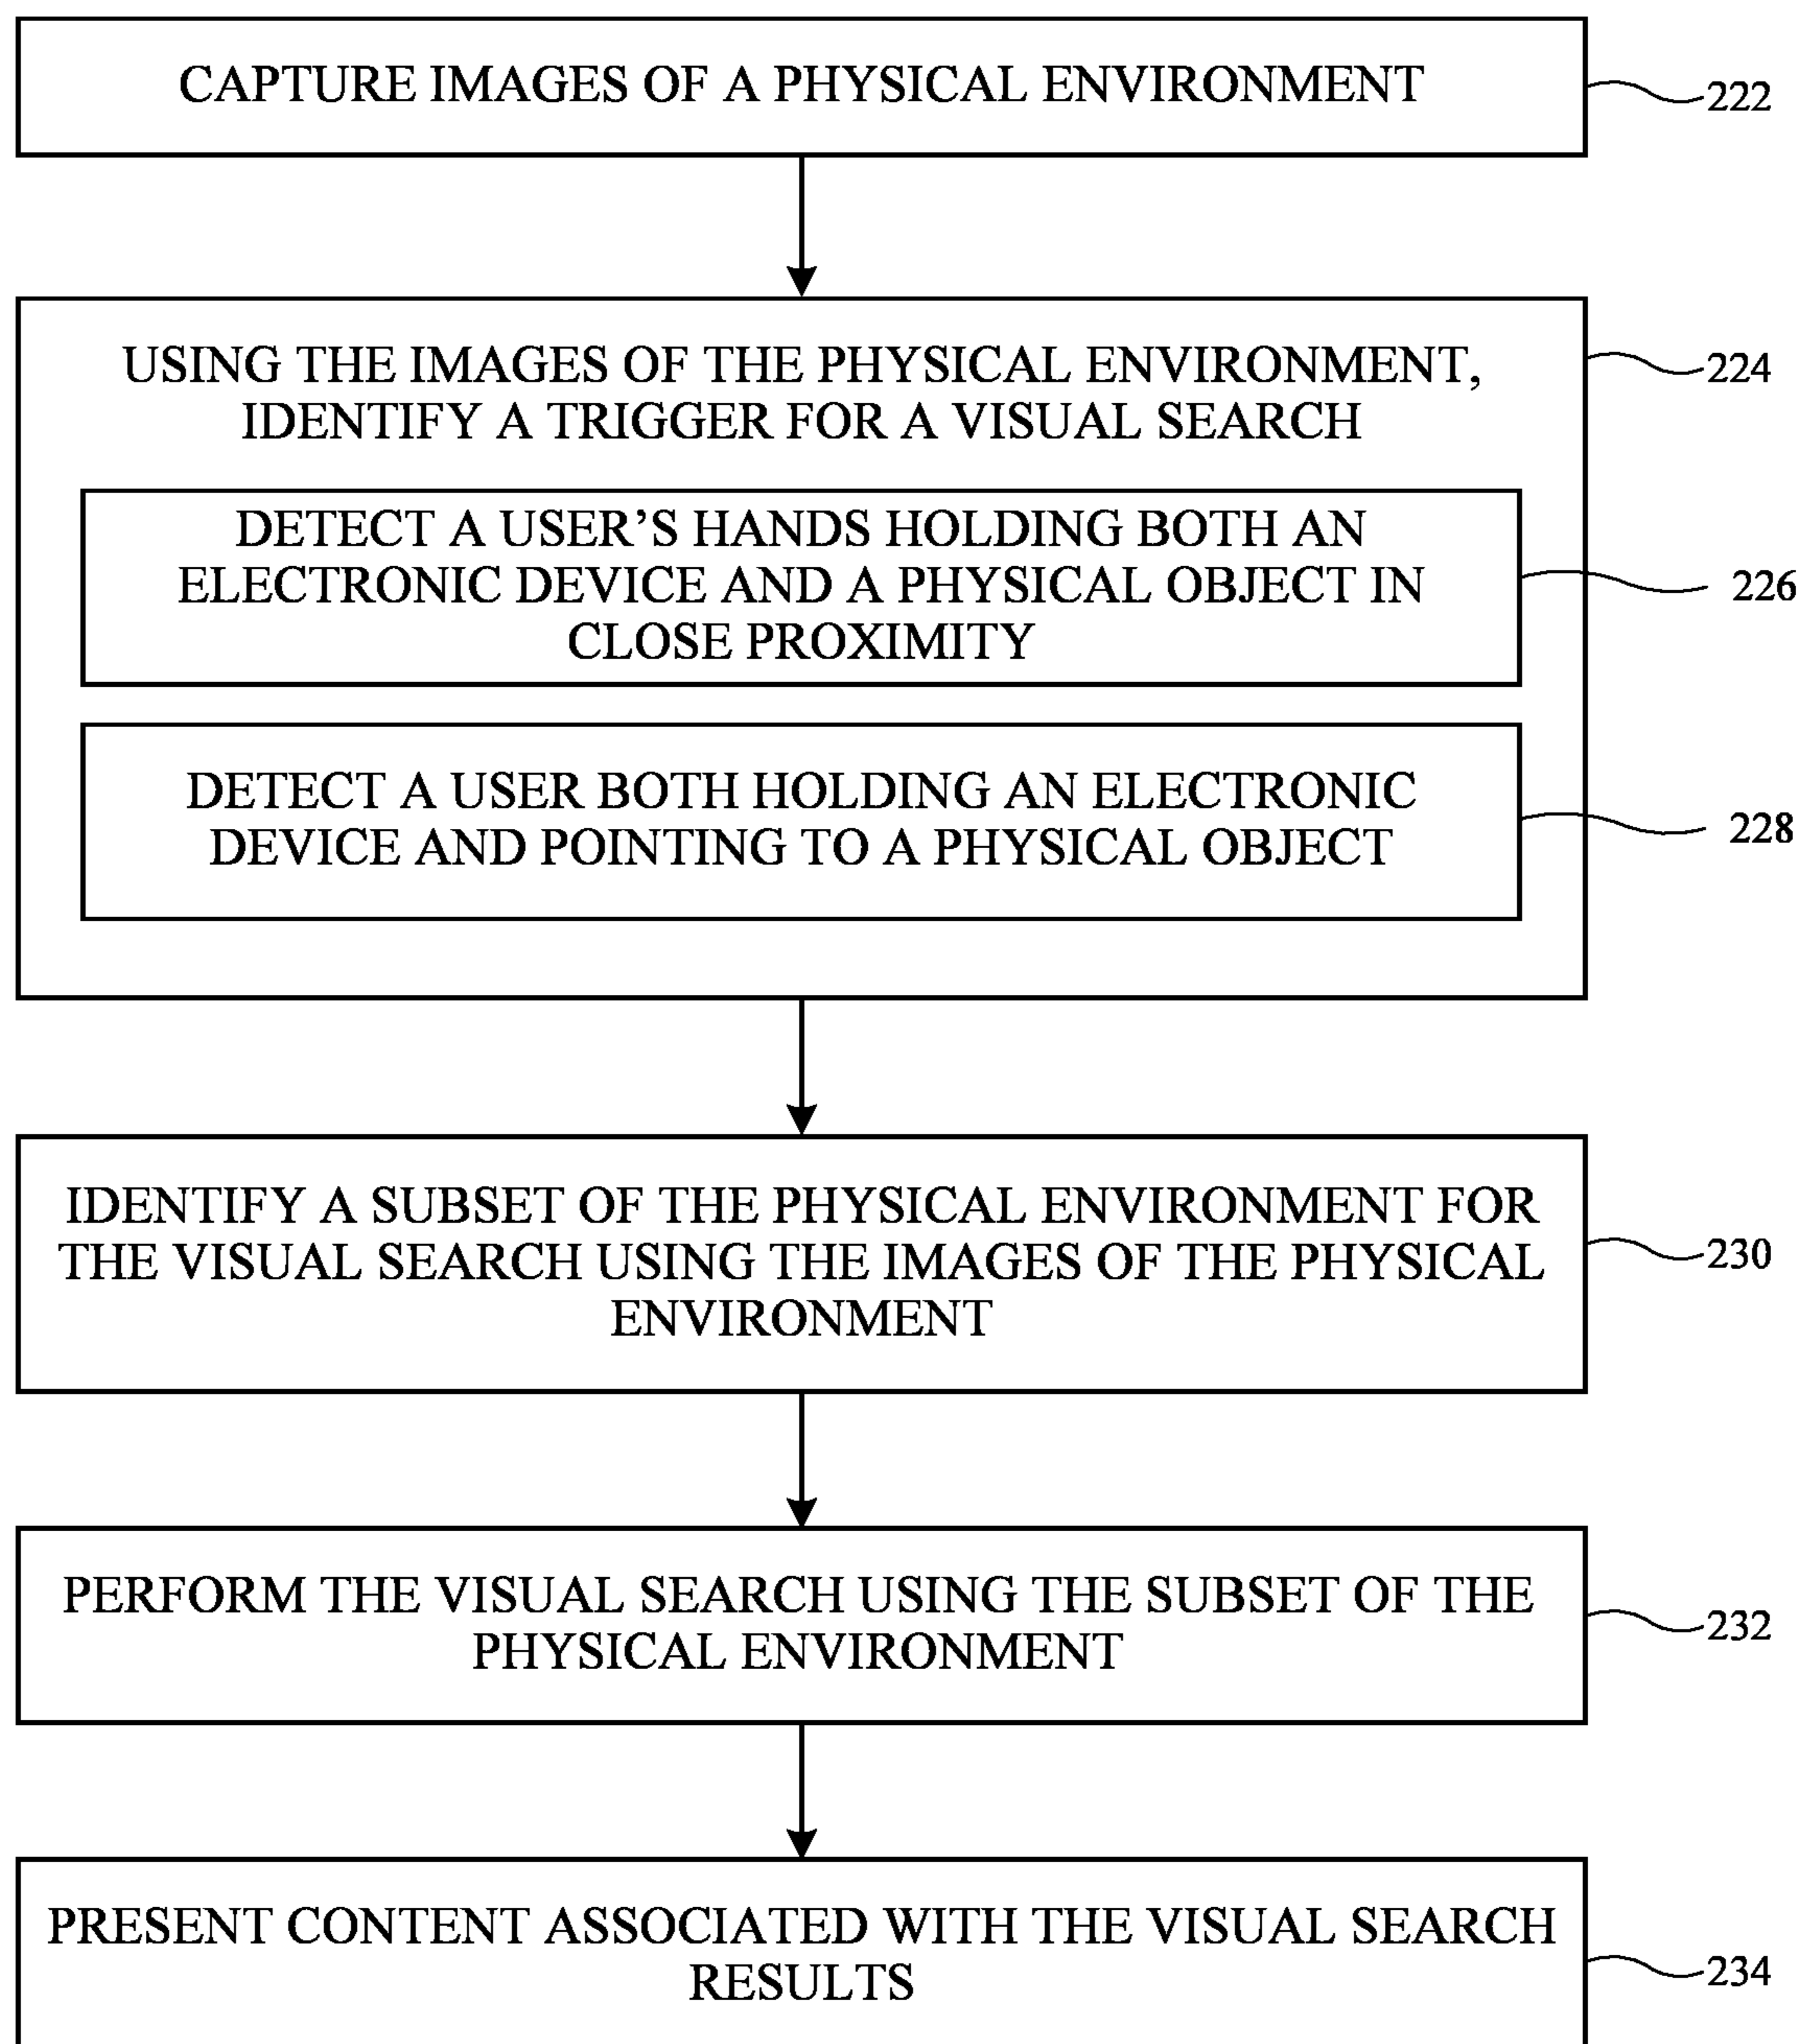 CAPTURE IMAGES OF A PHYSICAL ENVIRONMENT
222
USING THE IMAGES OF THE PHYSICAL ENVIRONMENT,
IDENTIFY A TRIGGER FOR A VISUAL SEARCH
224
DETECT A USER’S HANDS HOLDING BOTH AN
ELECTRONIC DEVICE AND A PHYSICAL OBJECT IN
CLOSE PROXIMITY
226
DETECT A USER BOTH HOLDING AN ELECTRONIC
DEVICE AND POINTING TO A PHYSICAL OBJECT
228
IDENTIFY A SUBSET OF THE PHYSICAL ENVIRONMENT FOR
THE VISUAL SEARCH USING THE IMAGES OF THE PHYSICAL
ENVIRONMENT
230
PERFORM THE VISUAL SEARCH USING THE SUBSET OF THE
PHYSICAL ENVIRONMENT
232
PRESENT CONTENT ASSOCIATED WITH THE VISUAL SEARCH
RESULTS
234